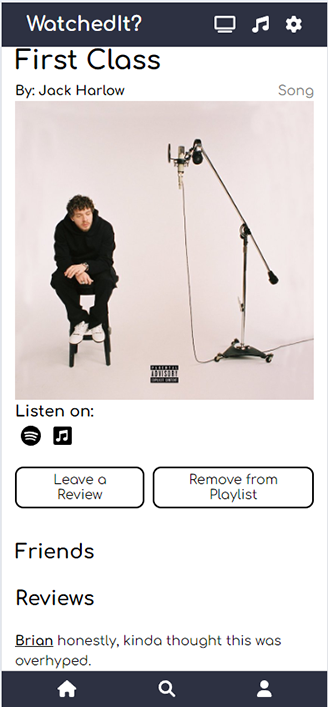 WatchedIt?
First Class
By: Jack Harlow Song
PARENTAL
ADVISORY
EXPLICIT CONTENT
Listen on:
Leave a
Review
Remove from
Playlist
Friends
Reviews
Brian honestly, kinda thought this was
overhyped.